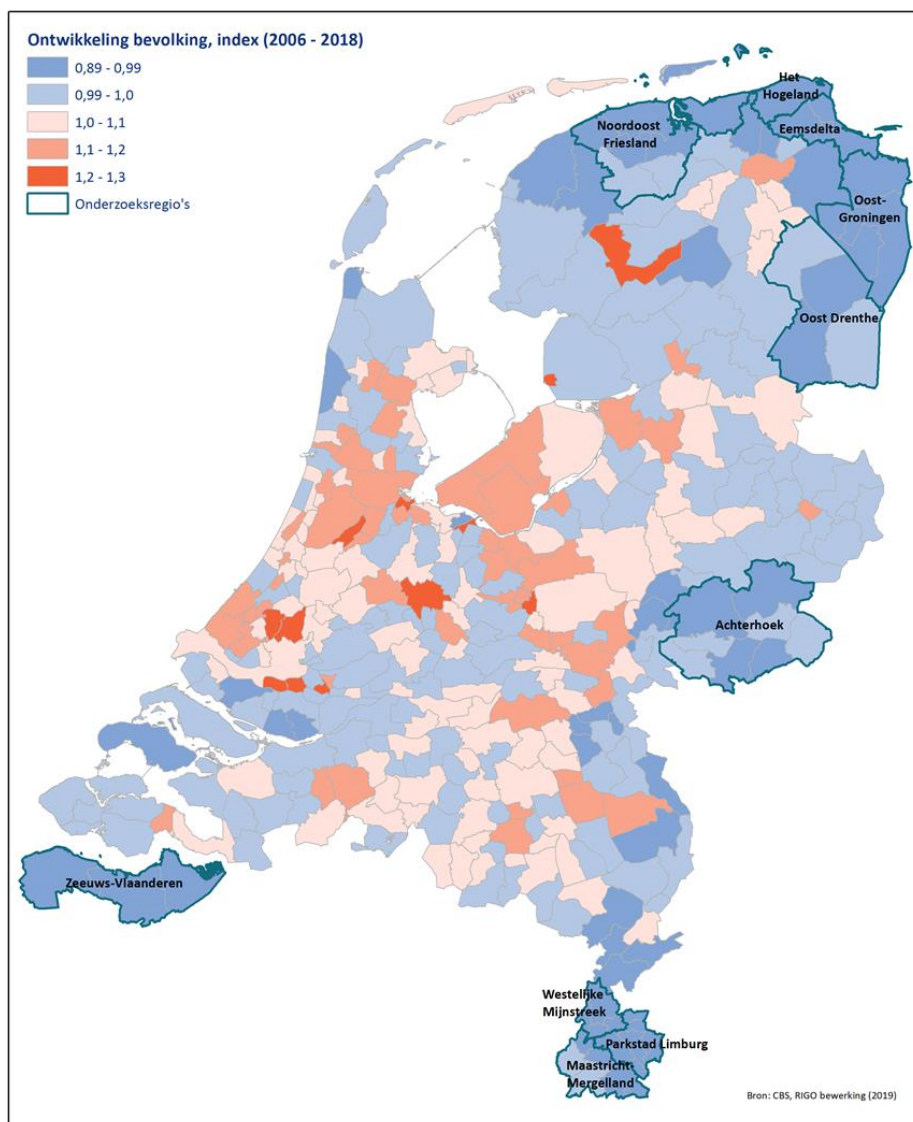 Ontwikkeling bevolking, index (2006 - 2018)
0,89 - 0,99
0,99 - 1,0
1,0 - 1,1
1,1 - 1,2
1,2 - 1,3
Onderzoeksregio's
Het
Hogeland
Noordoost
Friesland
Eemsdelta
Oost-
Groningen
Oost Drenthe
Achterhoek
Zeeuws-Vlaanderen
Westelijke
Mijnstreek
Parkstad Limburg
Maastricht-
Mergelland
Bron: CBS, RIGO bewerking (2019)